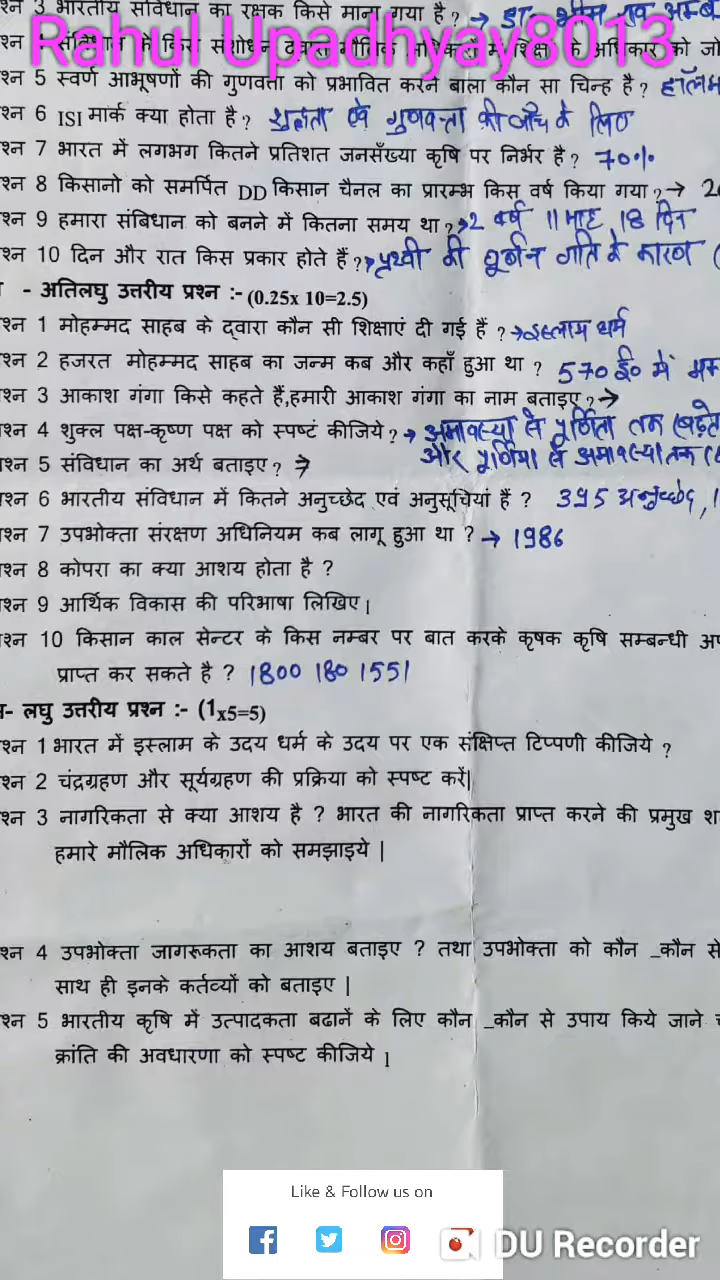 श्न 3 भारतीय संविधान का रक्षक किसे माना गया है? →
Rahul Upadhyay8013
श्न 5 स्वर्ण आभूषणों की गुणवत्ता को प्रभावित करने बाला कौन सा चिन्ह है? हॉलम
श्न 6 ISI मार्क क्या होता है? शुद्धता एवं गुणवत्ता की जाँच के लिए
श्न 7 भारत में लगभग कितने प्रतिशत जनसँख्या कृषि पर निर्भर है? 70%
श्न 8 किसानो को समर्पित DD किसान चैनल का प्रारम्भ किस वर्ष किया गया? → 2
श्न 9 हमारा संबिधान को बनने में कितना समय था? → 2 वर्ष 11 माह 18 दिन
श्न 10 दिन और रात किस प्रकार होते हैं? → पृथ्वी की घूर्णन गति के कारण (
- अतिलघु उत्तरीय प्रश्न :- (0.25x 10=2.5)
श्न 1 मोहम्मद साहब के द्वारा कौन सी शिक्षाएं दी गई हैं ? → इस्लाम धर्म
श्न 2 हजरत मोहम्मद साहब का जन्म कब और कहाँ हुआ था ? 570 ई० में मक
श्न 3 आकाश गंगा किसे कहते हैं,हमारी आकाश गंगा का नाम बताइए? →
श्न 4 शुक्ल पक्ष-कृष्ण पक्ष को स्पष्टं कीजिये? → अमावस्या से पूर्णिमा तक (बढ़ते
श्न 5 संविधान का अर्थ बताइए? → और पूर्णिमा से अमावस्या तक (
श्न 6 भारतीय संविधान में कितने अनुच्छेद एवं अनुसूचियां हैं ? 395 अनुच्छेद, 1
श्न 7 उपभोक्ता संरक्षण अधिनियम कब लागू हुआ था ? → 1986
श्न 8 कोपरा का क्या आशय होता है ?
श्न 9 आर्थिक विकास की परिभाषा लिखिए|
श्न 10 किसान काल सेन्टर के किस नम्बर पर बात करके कृषक कृषि सम्बन्धी अप
प्राप्त कर सकते है ? 1800 180 1551
- लघु उत्तरीय प्रश्न :- (1x5=5)
श्न 1 भारत में इस्लाम के उदय धर्म के उदय पर एक संक्षिप्त टिप्पणी कीजिये ?
श्न 2 चंद्रग्रहण और सूर्यग्रहण की प्रक्रिया को स्पष्ट करें|
श्न 3 नागरिकता से क्या आशय है ? भारत की नागरिकता प्राप्त करने की प्रमुख श
हमारे मौलिक अधिकारों को समझाइये |
श्न 4 उपभोक्ता जागरूकता का आशय बताइए ? तथा उपभोक्ता को कौन _कौन से
साथ ही इनके कर्तव्यों को बताइए |
श्न 5 भारतीय कृषि में उत्पादकता बढानें के लिए कौन _कौन से उपाय किये जाने
क्रांति की अवधारणा को स्पष्ट कीजिये |
Like & Follow us on
DU Recorder